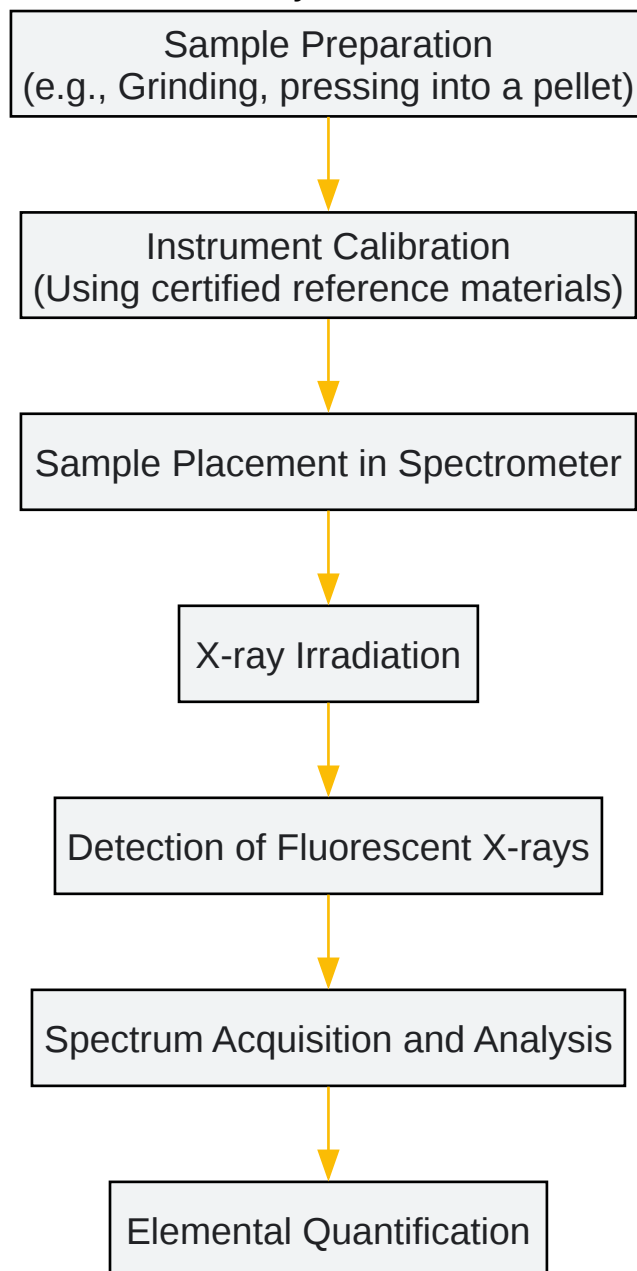 Sample Preparation
(e.g., Grinding, pressing into a pellet)
Instrument Calibration
(Using certified reference materials)
Sample Placement in Spectrometer
X-ray Irradiation
Detection of Fluorescent X-rays
Spectrum Acquisition and Analysis
Elemental Quantification